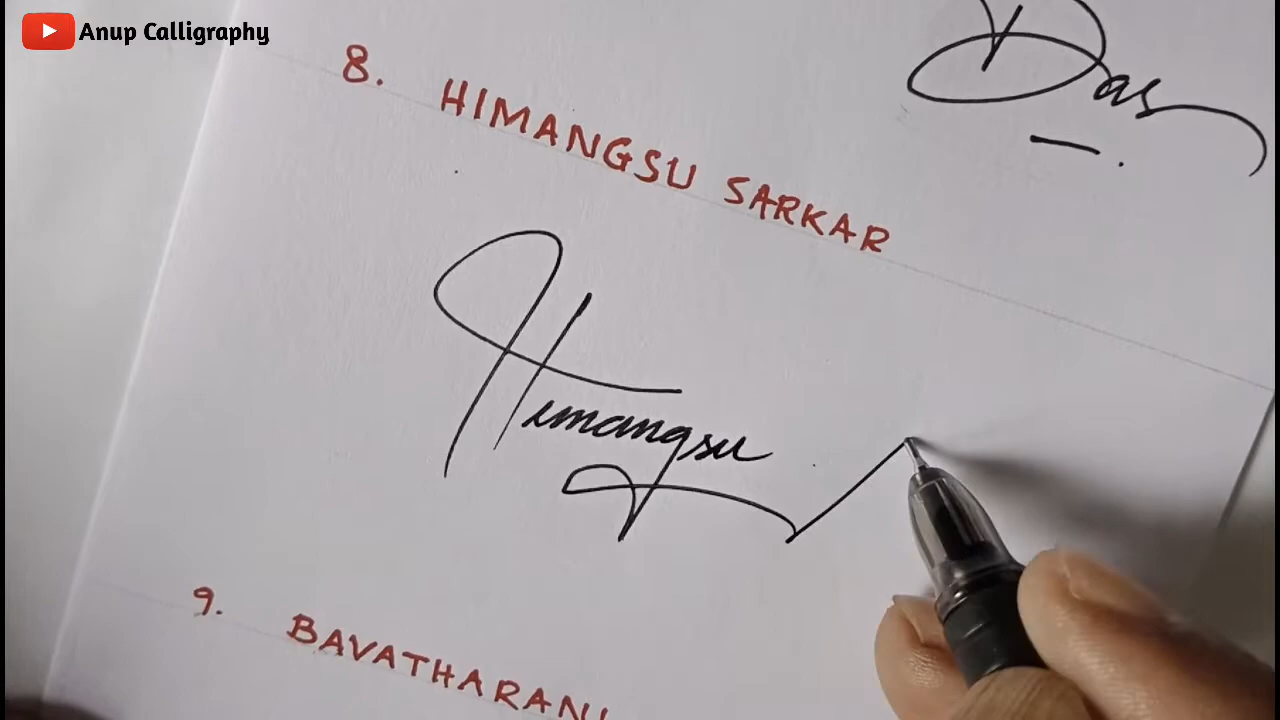 Anup Calligraphy
Das
8. HIMANGSU SARKAR
Himangsu
9. BAVATHARANI